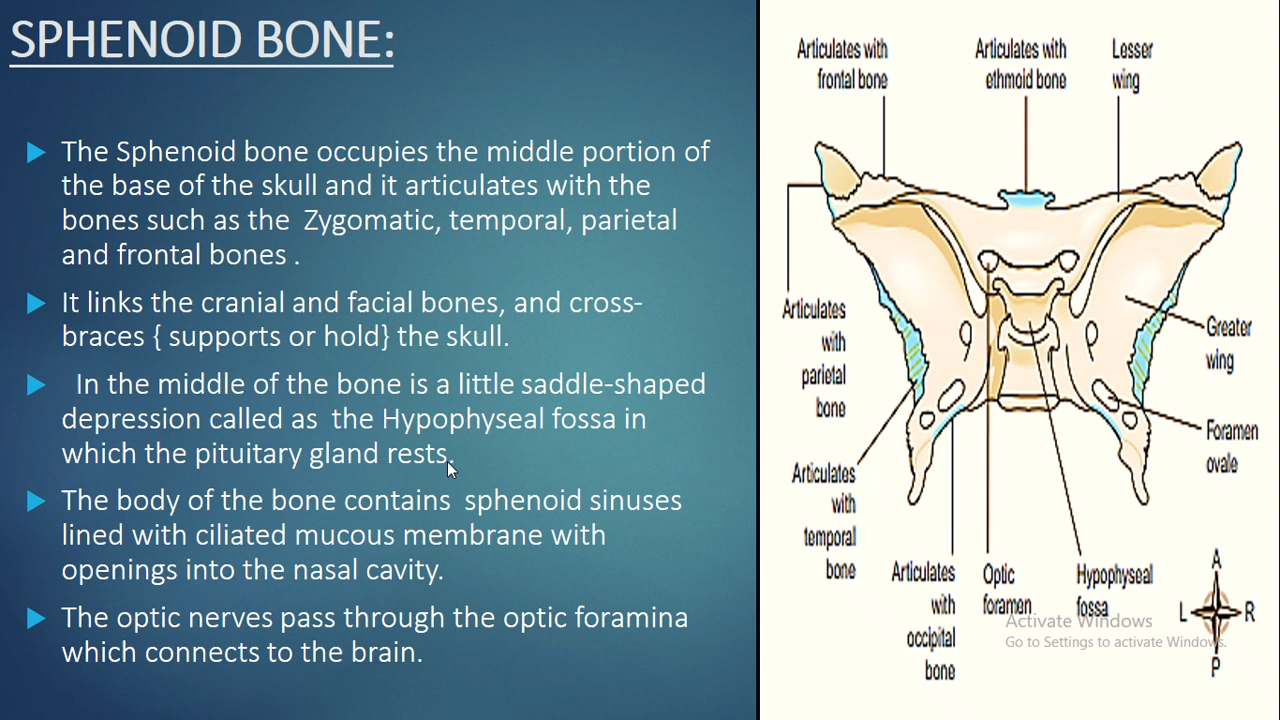 SPHENOID BONE:
The Sphenoid bone occupies the middle portion of
the base of the skull and it articulates with the
bones such as the Zygomatic, temporal, parietal
and frontal bones .
It links the cranial and facial bones, and cross-
braces { supports or hold} the skull.
In the middle of the bone is a little saddle-shaped
depression called as the Hypophyseal fossa in
which the pituitary gland rests.
The body of the bone contains sphenoid sinuses
lined with ciliated mucous membrane with
openings into the nasal cavity.
The optic nerves pass through the optic foramina
which connects to the brain.
Articulates with
frontal bone
Articulates with
ethmoid bone
Lesser
wing
Articulates
with
parietal
bone
Greater
wing
Foramen
ovale
Articulates
with
temporal
bone
Articulates
with
occipital
bone
Optic
foramen
Hypophyseal
fossa
A
L
R
P
Activate Windows
Go to Settings to activate Windows.